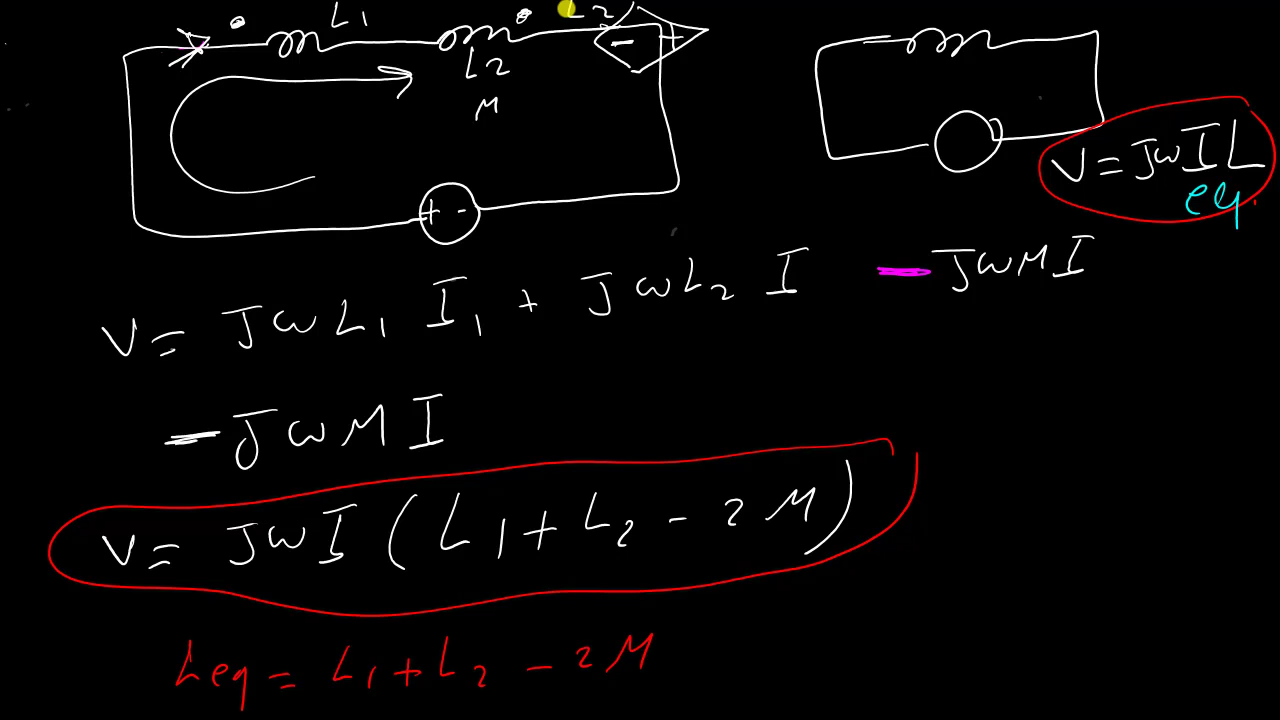 L1
L2
- +
L2
M
+ -
V = JωIL
eq.
V = JωL1 I1 + JωL2 I - JωMI
- JωMI
V = JωI (L1 + L2 - 2M)
Leq = L1 + L2 - 2M